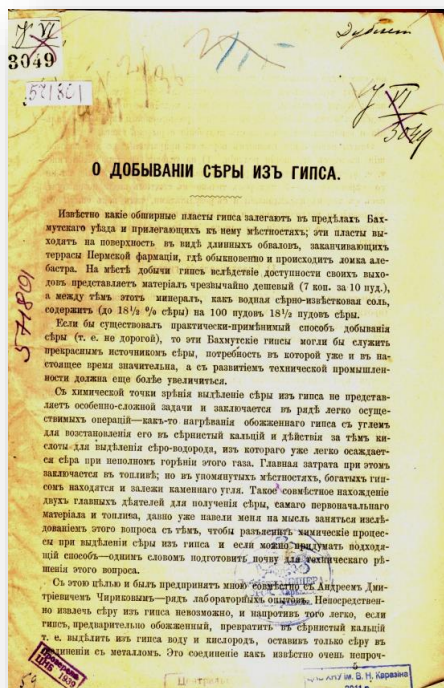 У VI
3049
Дублет
571801
У VI
3049
О ДОБЫВАНІИ СѢРЫ ИЗЪ ГИПСА.
Извѣстно какіе обширные пласты гипса залегаютъ въ предѣлахъ Бах-
мутскаго уѣзда и прилегающихъ къ нему мѣстностяхъ; эти пласты вы-
ходятъ на поверхность въ видѣ длинныхъ обваловъ, заканчивающихъ
террасы Пермской фармаціи, гдѣ обыкновенно и происходитъ ломка але-
бастра. На мѣстѣ добычи гипсъ вслѣдствіе доступности своихъ выхо-
довъ представляетъ матеріалъ чрезвычайно дешевый (7 коп. за 10 пуд.),
а между тѣмъ этотъ минералъ, какъ водная сѣрно-известковая соль,
содержитъ (до 18½ % сѣры) на 100 пудовъ 18½ пудовъ сѣры.
Если бы существовалъ практически-примѣнимый способъ добыванія
сѣры (т. е. не дорогой), то эти Бахмутскіе гипсы могли бы служить
прекраснымъ источникомъ сѣры, потребность въ которой уже и въ на-
стоящее время значительна, а съ развитіемъ технической промышлен-
ности должна еще болѣе увеличиться.
Съ химической точки зрѣнія выдѣленіе сѣры изъ гипса не представ-
ляетъ особенно-сложной задачи и заключается въ рядѣ легко осуще-
ствимыхъ операцій—какъ-то нагрѣванія обожженнаго гипса съ углемъ
для возстановленія его въ сѣрнистый кальцій и дѣйствія за тѣмъ кис-
лоты для выдѣленія сѣро-водорода, изъ котораго уже легко осаждает-
ся сѣра при неполномъ горѣніи этого газа. Главная затрата при этомъ
заключается въ топливѣ; но въ упомянутыхъ мѣстностяхъ, богатыхъ гип-
сомъ находятся и залежи каменнаго угля. Такое совмѣстное нахожденіе
двухъ главныхъ дѣятелей для полученія сѣры, самаго первоначальнаго
матеріала и топлива, давно уже навели меня на мысль заняться изслѣ-
дованіемъ этого вопроса съ тѣмъ, чтобы разъяснить химическіе процес-
сы при выдѣленіи сѣры изъ гипса и если можно придумать подходя-
щій способъ—однимъ словомъ подготовить почву для техническаго рѣ-
шенія этого вопроса.
Съ этою цѣлью и былъ предпринятъ мною совмѣстно съ Андреемъ Дми-
тріевичемъ Чириковымъ—рядъ лабораторныхъ опытовъ. Непосредствен-
но извлечь сѣру изъ гипса невозможно, и напротивъ того легко, если
гипсъ, предварительно обожженный, превратить въ сѣрнистый кальцій
т. е. выдѣлить изъ гипса воду и кислородъ, оставивъ только сѣру въ
соединеніи съ металломъ. Это соединеніе какъ извѣстно очень непроч-
Проверено
ЦНБ 1939
ім. В. Н. Каразіна